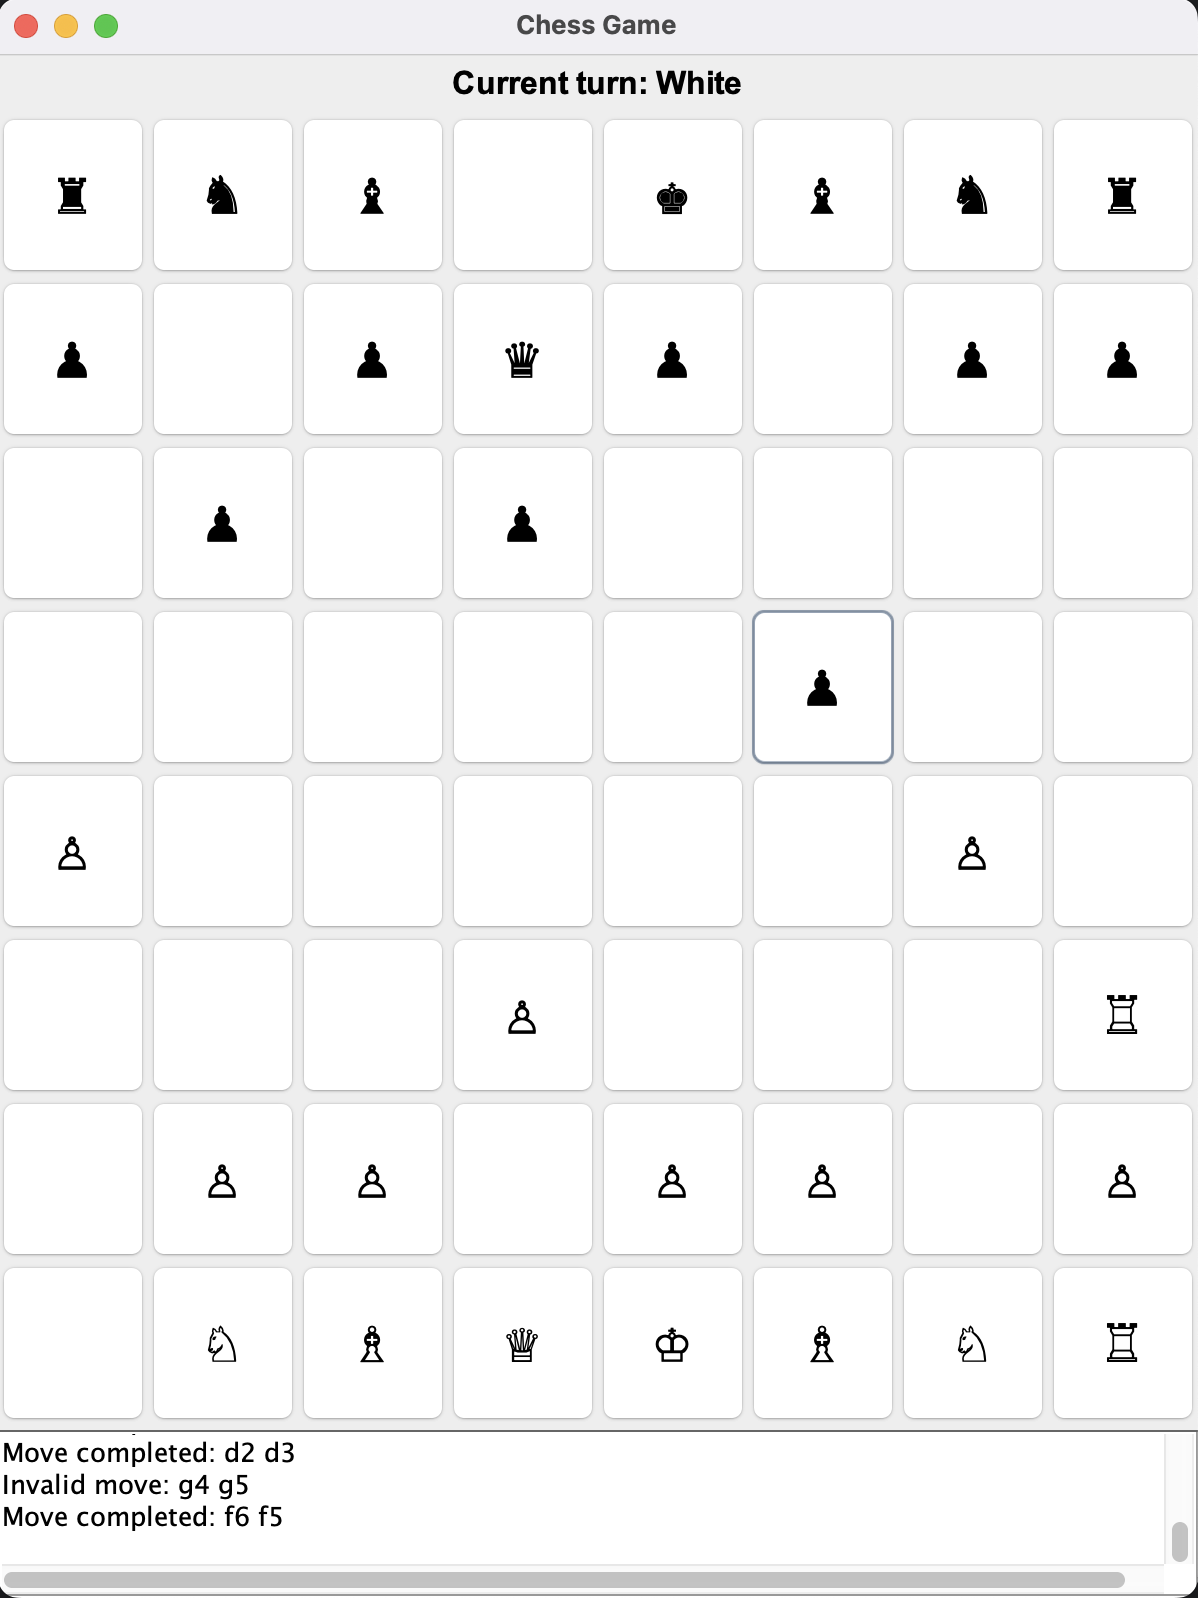 Chess Game
Current turn: White
♜ ♞ ♝ ♚ ♝ ♞ ♜
♟ ♟ ♛ ♟ ♟ ♟
♟ ♟
♟
♙ ♙
♙ ♖
♙ ♙ ♙ ♙ ♙
♘ ♗ ♕ ♔ ♗ ♘ ♖
Move completed: d2 d3
Invalid move: g4 g5
Move completed: f6 f5